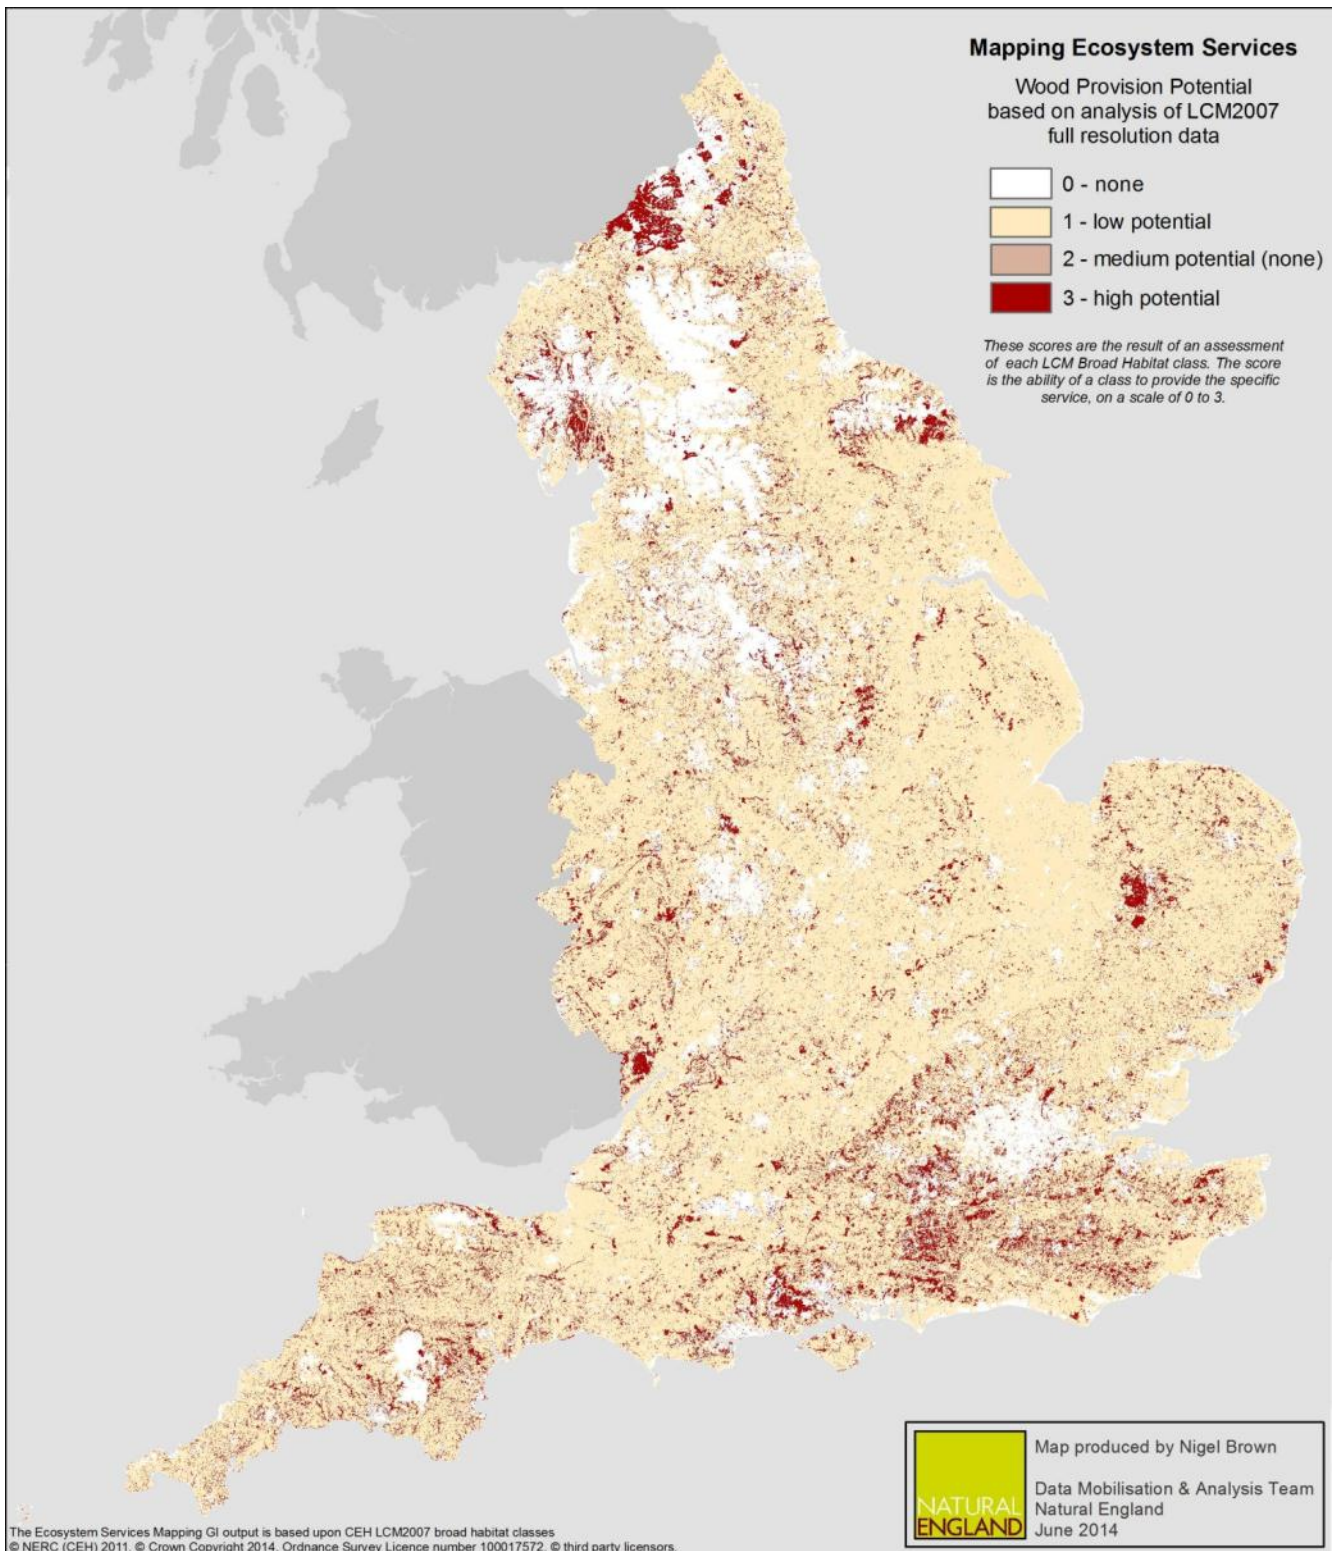 Mapping Ecosystem Services
Wood Provision Potential
based on analysis of LCM2007
full resolution data
0 - none
1 - low potential
2 - medium potential (none)
3 - high potential
These scores are the result of an assessment
of each LCM Broad Habitat class. The score
is the ability of a class to provide the specific
service, on a scale of 0 to 3.
NATURAL
ENGLAND
Map produced by Nigel Brown
Data Mobilisation & Analysis Team
Natural England
June 2014
The Ecosystem Services Mapping GI output is based upon CEH LCM2007 broad habitat classes
© NERC (CEH) 2011. © Crown Copyright 2014. Ordnance Survey Licence number 100017572. © third party licensors.